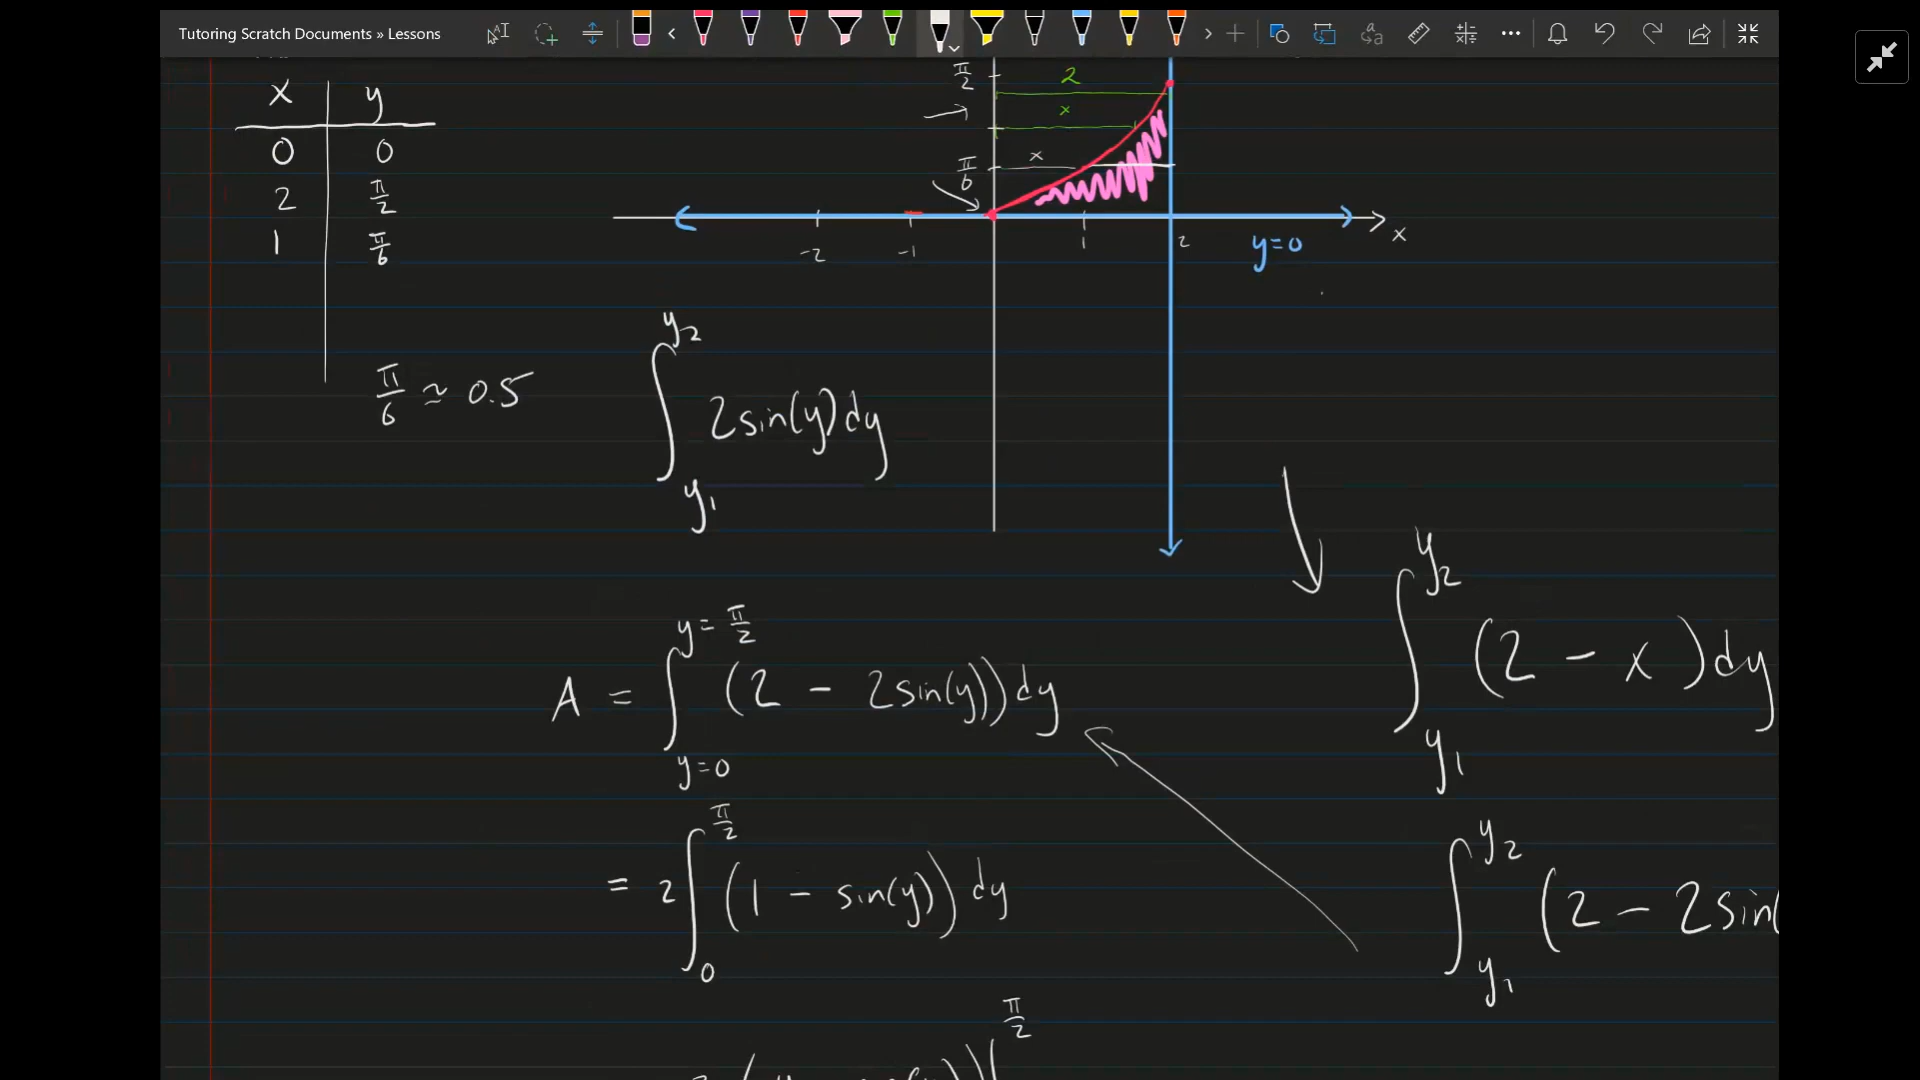 Tutoring Scratch Documents » Lessons
x y
0 0
2 π/2
1 π/6
π/6 ≃ 0.5
π/2
2
x
π/6
x
-2 -1 1 2
x
y=0
∫_{y₁}^{y₂} 2sin(y)dy
A = ∫_{y=0}^{y=π/2} (2 - 2sin(y))dy
= 2∫_0^{π/2} (1 - sin(y)) dy
π/2
∫_{y₁}^{y₂} (2 - x)dy
∫_{y₁}^{y₂} (2 - 2sin(